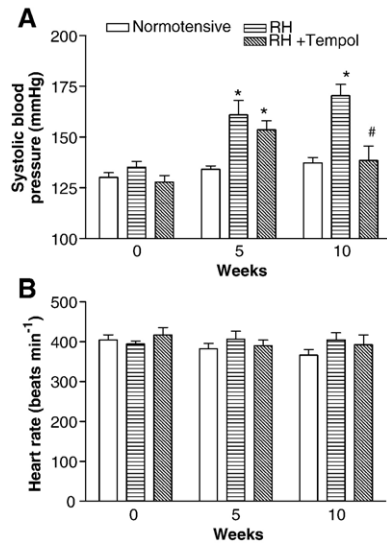 A
Normotensive
RH
RH +Tempol
Systolic blood
pressure (mmHg)
200
175
150
125
100
*
*
*
#
0
5
10
Weeks
B
Heart rate (beats min⁻¹)
500
400
300
200
100
0
0
5
10
Weeks